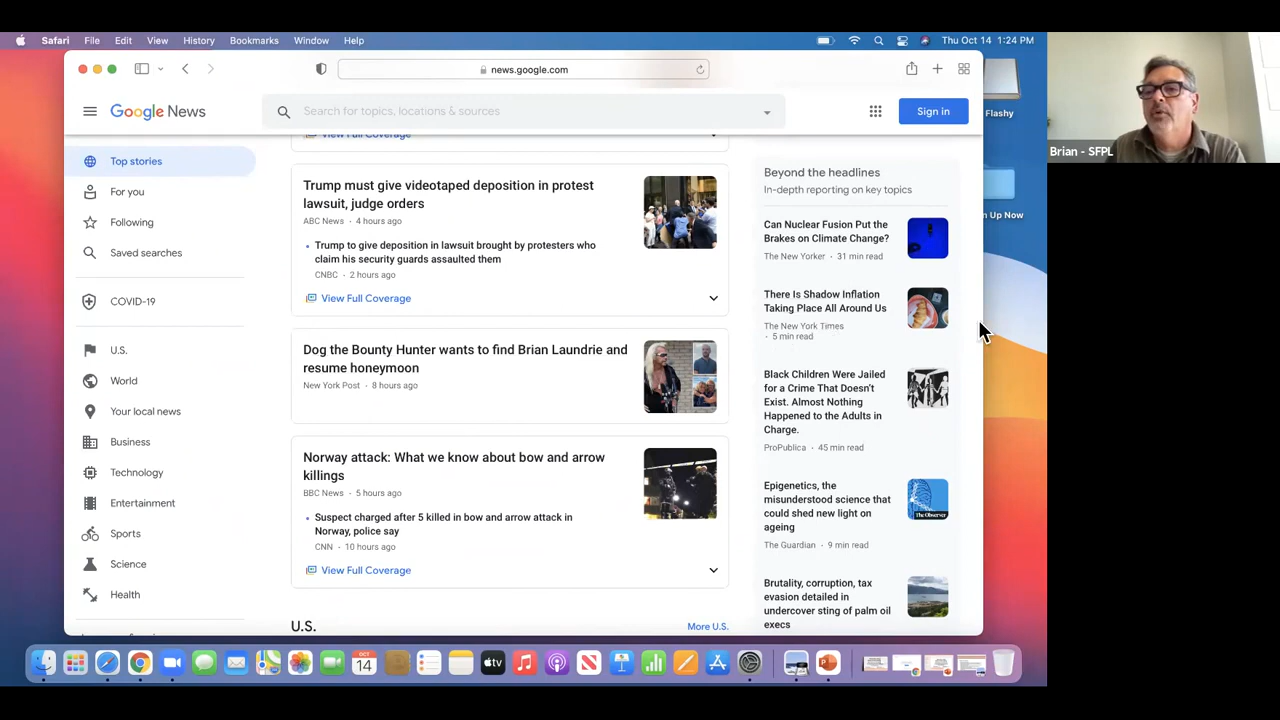 Safari File Edit View History Bookmarks Window Help
Thu Oct 14 1:24 PM
news.google.com
Google News
Search for topics, locations & sources
Sign in
Top stories
For you
Following
Saved searches
COVID-19
U.S.
World
Your local news
Business
Technology
Entertainment
Sports
Science
Health
View Full Coverage
Trump must give videotaped deposition in protest
lawsuit, judge orders
ABC News · 4 hours ago
• Trump to give deposition in lawsuit brought by protesters who
claim his security guards assaulted them
CNBC · 2 hours ago
View Full Coverage
Dog the Bounty Hunter wants to find Brian Laundrie and
resume honeymoon
New York Post · 8 hours ago
Norway attack: What we know about bow and arrow
killings
BBC News · 5 hours ago
• Suspect charged after 5 killed in bow and arrow attack in
Norway, police say
CNN · 10 hours ago
View Full Coverage
U.S.
More U.S.
Beyond the headlines
In-depth reporting on key topics
Can Nuclear Fusion Put the
Brakes on Climate Change?
The New Yorker · 31 min read
There Is Shadow Inflation
Taking Place All Around Us
The New York Times
· 5 min read
Black Children Were Jailed
for a Crime That Doesn't
Exist. Almost Nothing
Happened to the Adults in
Charge.
ProPublica · 45 min read
Epigenetics, the
misunderstood science that
could shed new light on
ageing
The Observer
The Guardian · 9 min read
Brutality, corruption, tax
evasion detailed in
undercover sting of palm oil
execs
Flashy
n Up Now
Brian - SFPL
OCT
14
tv